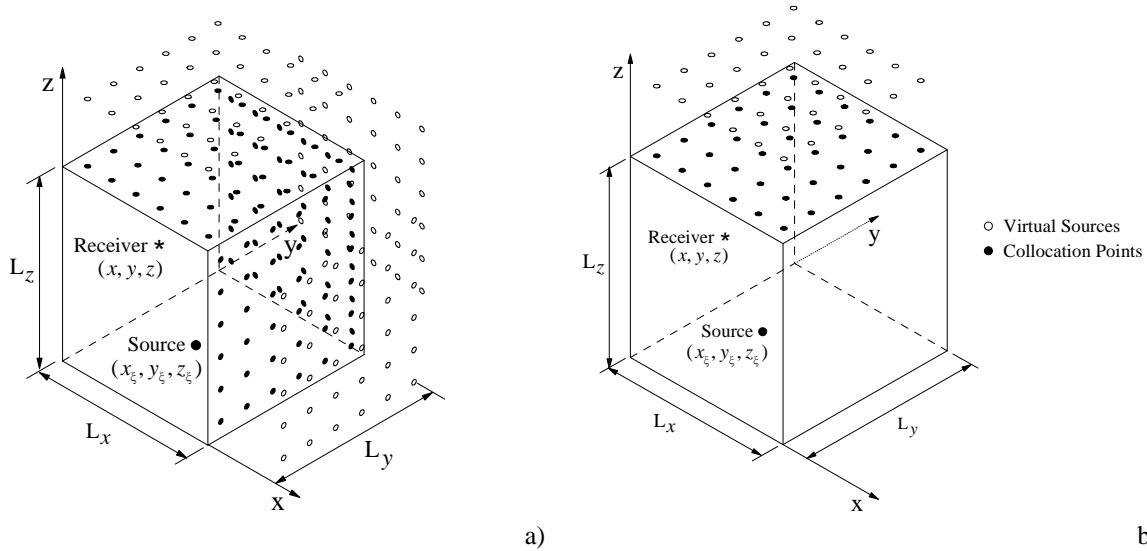 z
L_z
Receiver *
(x, y, z)
y
Source ●
(x_ξ, y_ξ, z_ξ)
L_x
L_y
x
a)
z
L_z
Receiver *
(x, y, z)
y
Source ●
(x_ξ, y_ξ, z_ξ)
L_x
L_y
x
○ Virtual Sources
● Collocation Points
b